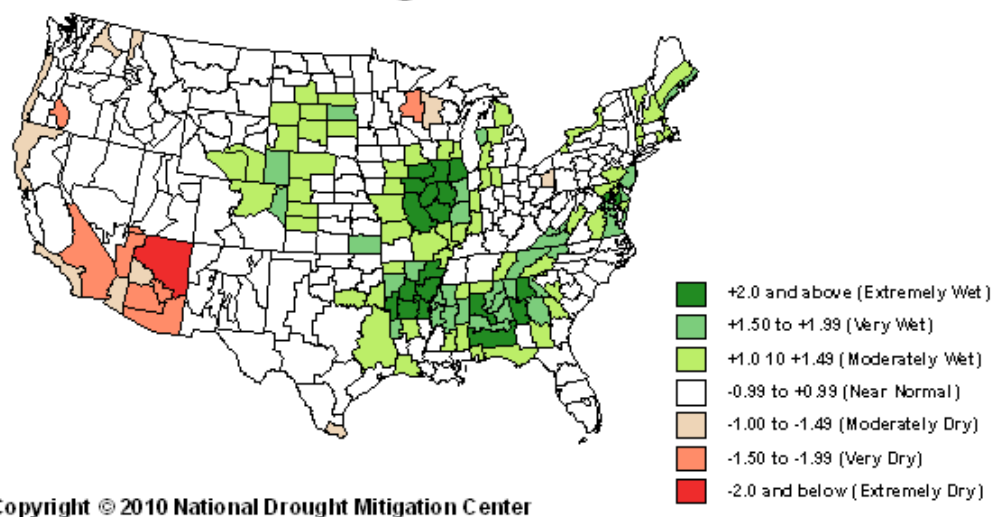 +2.0 and above (Extremely Wet)
+1.50 to +1.99 (Very Wet)
+1.0 10 +1.49 (Moderately Wet)
-0.99 to +0.99 (Near Normal)
-1.00 to -1.49 (Moderately Dry)
-1.50 to -1.99 (Very Dry)
-2.0 and below (Extremely Dry)
Copyright © 2010 National Drought Mitigation Center